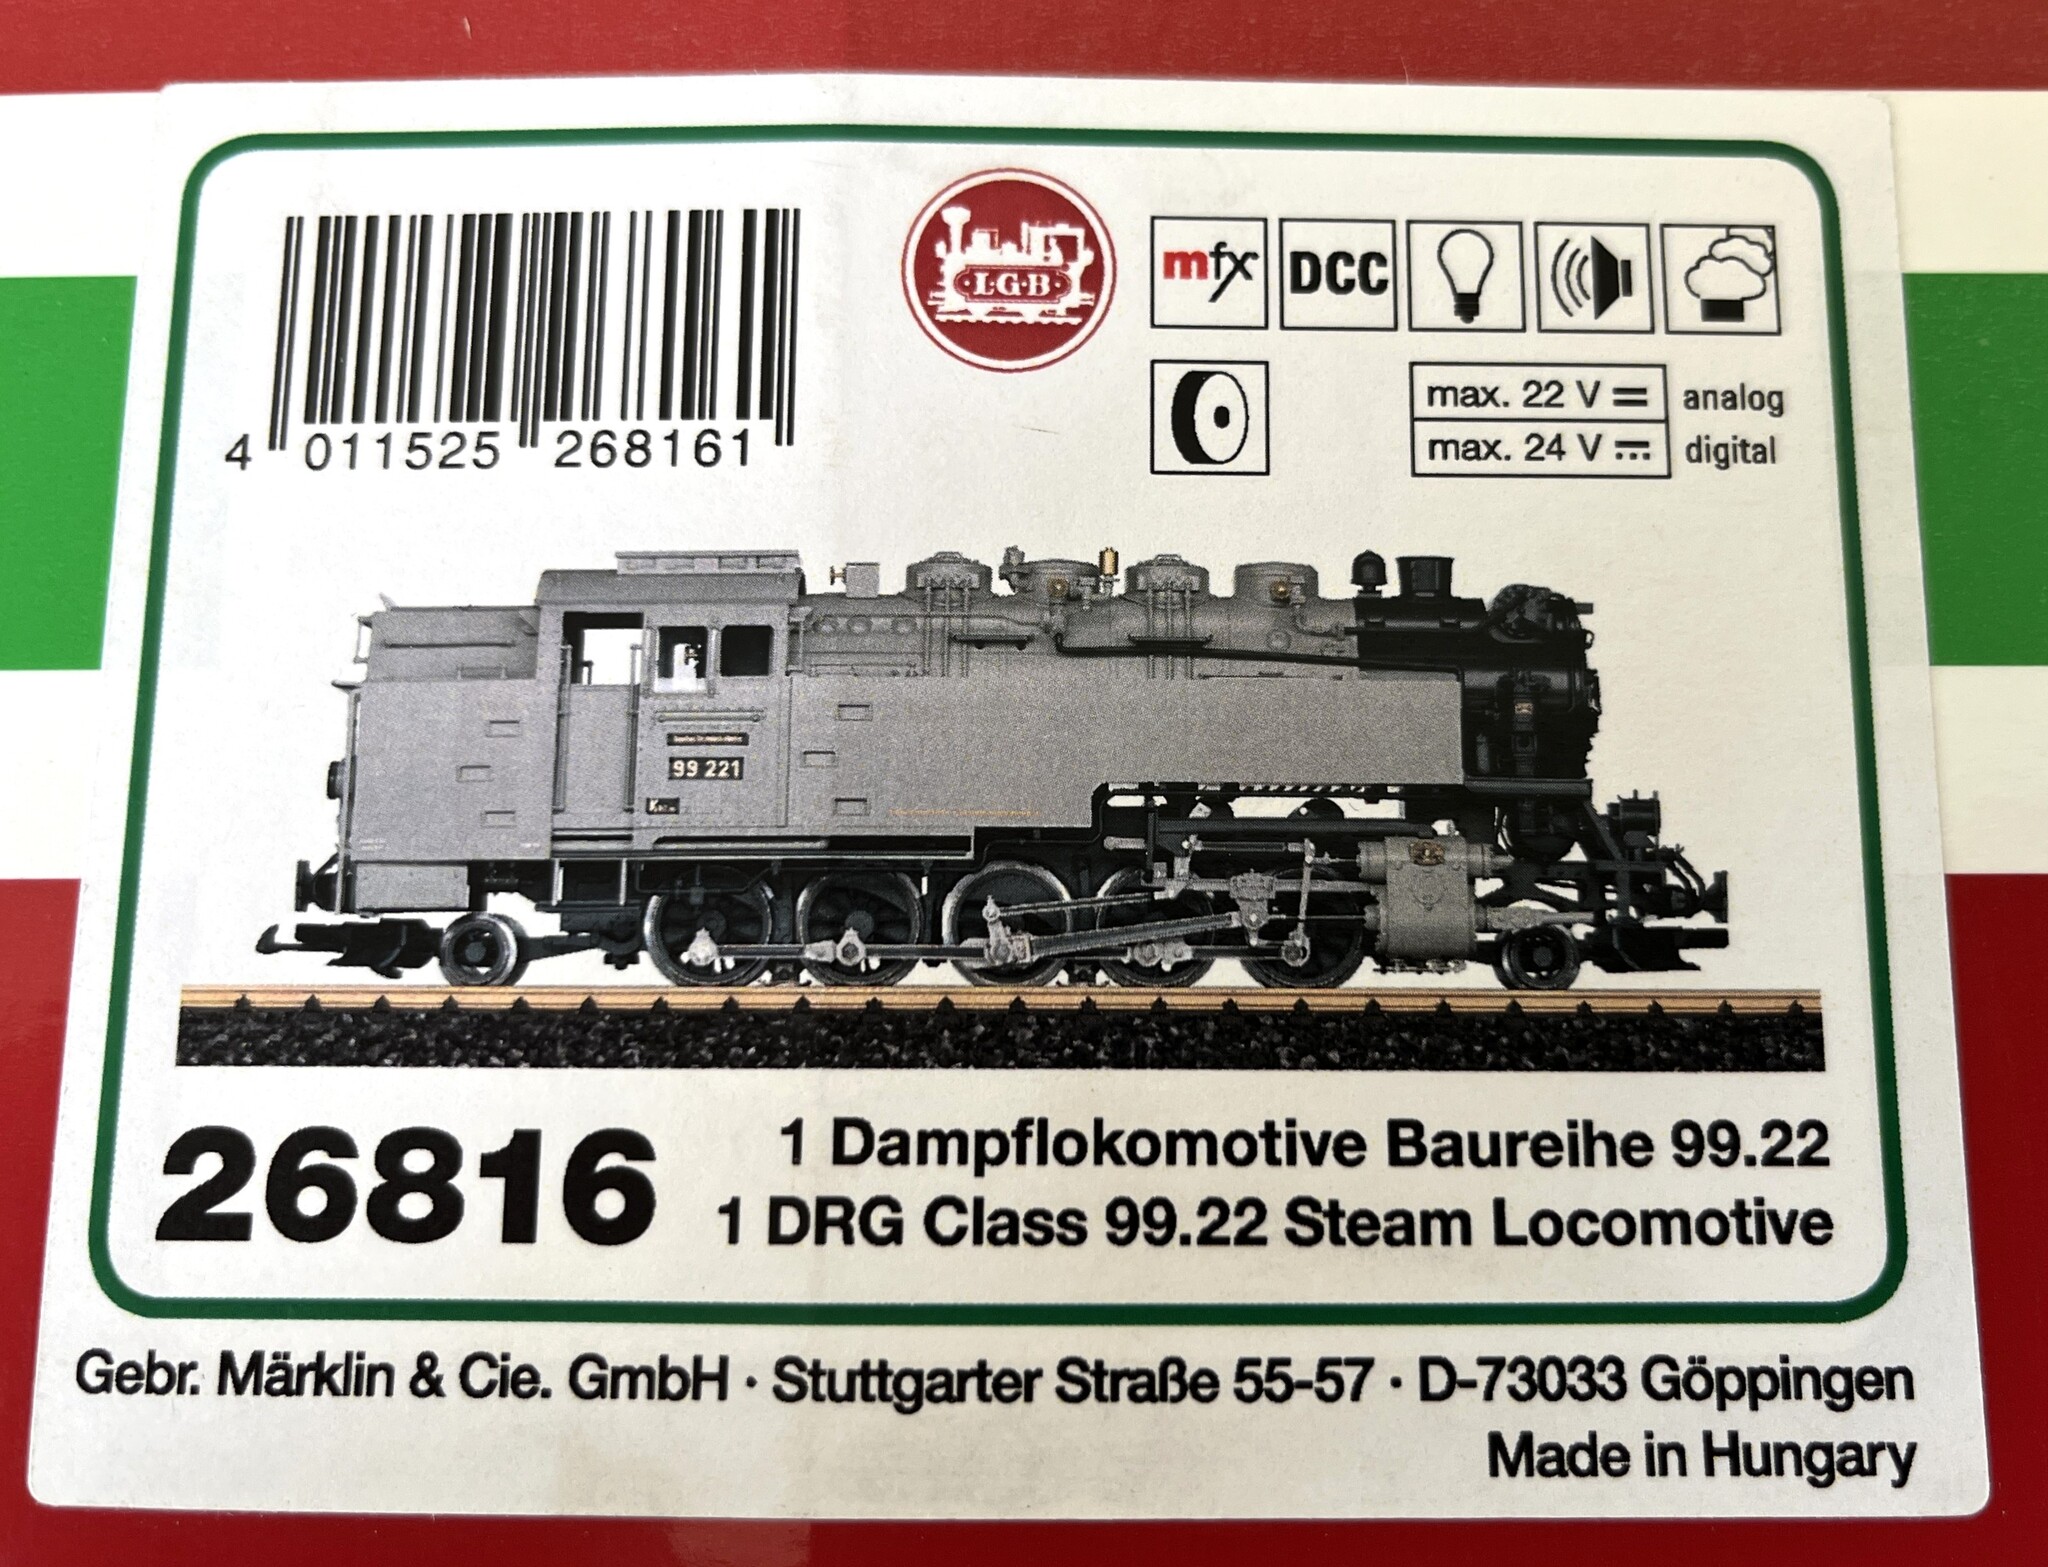 L·G·B
mfx DCC
4 011525 268161
max. 22 V analog
max. 24 V digital
99 221
26816
1 Dampflokomotive Baureihe 99.22
1 DRG Class 99.22 Steam Locomotive
Gebr. Märklin & Cie. GmbH · Stuttgarter Straße 55-57 · D-73033 Göppingen
Made in Hungary